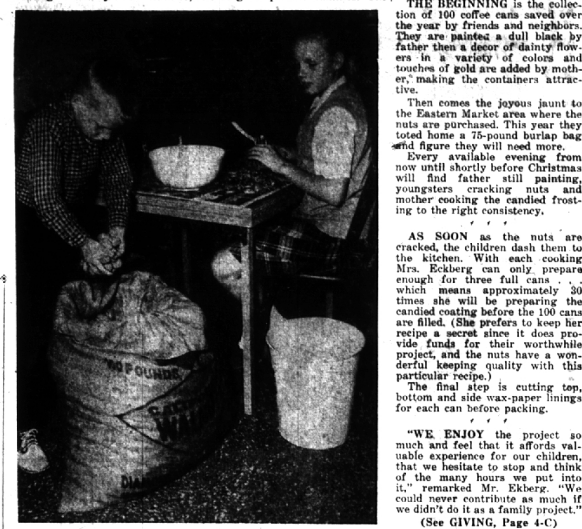 THE BEGINNING is the collec-
tion of 100 coffee cans saved over
the year by friends and neighbors.
They are painted a dull black by
father then a decor of dainty flow-
ers in a variety of colors and
touches of gold are added by moth-
er, making the containers attrac-
tive.
Then comes the joyous jaunt to
the Eastern Market area where the
nuts are purchased. This year they
toted home a 75-pound burlap bag
and figure they will need more.
Every available evening from
now until shortly before Christmas
will find father still painting,
youngsters cracking nuts and
mother cooking the candied frost-
ing to the right consistency.
AS SOON as the nuts are
cracked, the children dash them to
the kitchen. With each cooking
Mrs. Eckberg can only prepare
enough for three full cans . . .
which means approximately 30
times she will be preparing the
candied coating before the 100 cans
are filled. (She prefers to keep her
recipe a secret since it does pro-
vide funds for their worthwhile
project, and the nuts have a won-
derful keeping quality with this
particular recipe.)
The final step is cutting top,
bottom and side wax-paper linings
for each can before packing.
"WE ENJOY the project so
much and feel that it affords val-
uable experience for our children,
that we hesitate to stop and think
of the many hours we put into
it," remarked Mr. Ekberg. "We
could never contribute as much if
we didn't do it as a family project."
(See GIVING, Page 4-C)
POUNDS